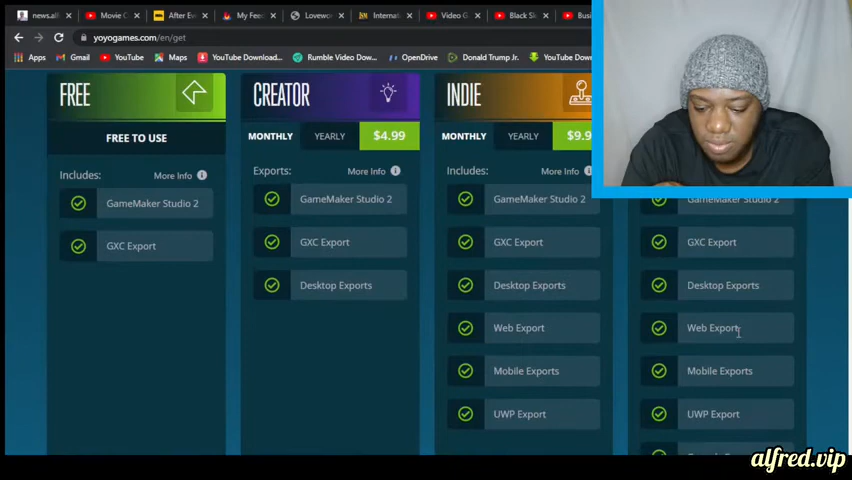 news.al
Movie C
After Ev
My Fee
Lovewo
Interna
Video G
Black Sk
Busi
yoyogames.com/en/get
Apps
Gmail
YouTube
Maps
YouTube Download...
Rumble Video Dow...
OpenDrive
Donald Trump Jr.
YouTube Dow
FREE
CREATOR
INDIE
FREE TO USE
MONTHLY YEARLY $4.99
MONTHLY YEARLY $9.9
Includes: More Info
Exports: More Info
Includes: More Info
GameMaker Studio 2
GameMaker Studio 2
GameMaker Studio 2
GameMaker Studio 2
GXC Export
GXC Export
GXC Export
GXC Export
Desktop Exports
Desktop Exports
Desktop Exports
Web Export
Web Export
Mobile Exports
Mobile Exports
UWP Export
UWP Export
alfred.vip